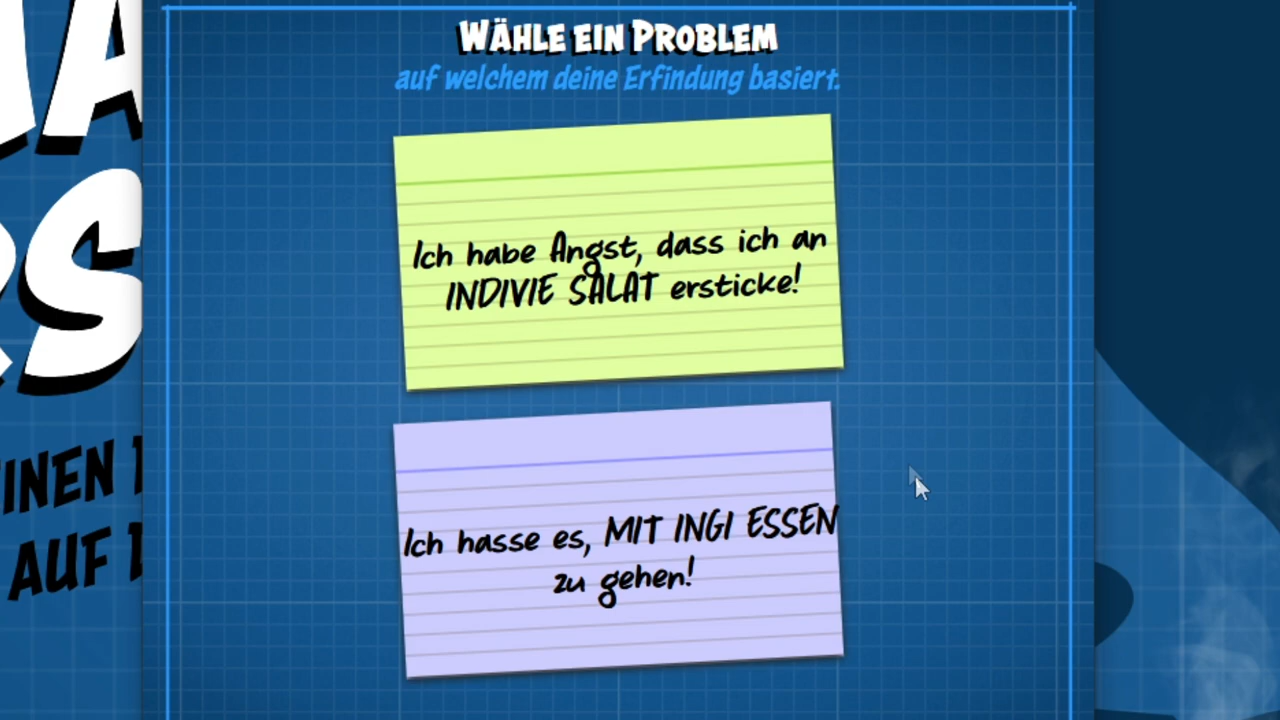 WÄHLE EIN PROBLEM
auf welchem deine Erfindung basiert.
Ich habe Angst, dass ich an
INDIVIE SALAT ersticke!
Ich hasse es, MIT INGI ESSEN
zu gehen!
INEN
AUF